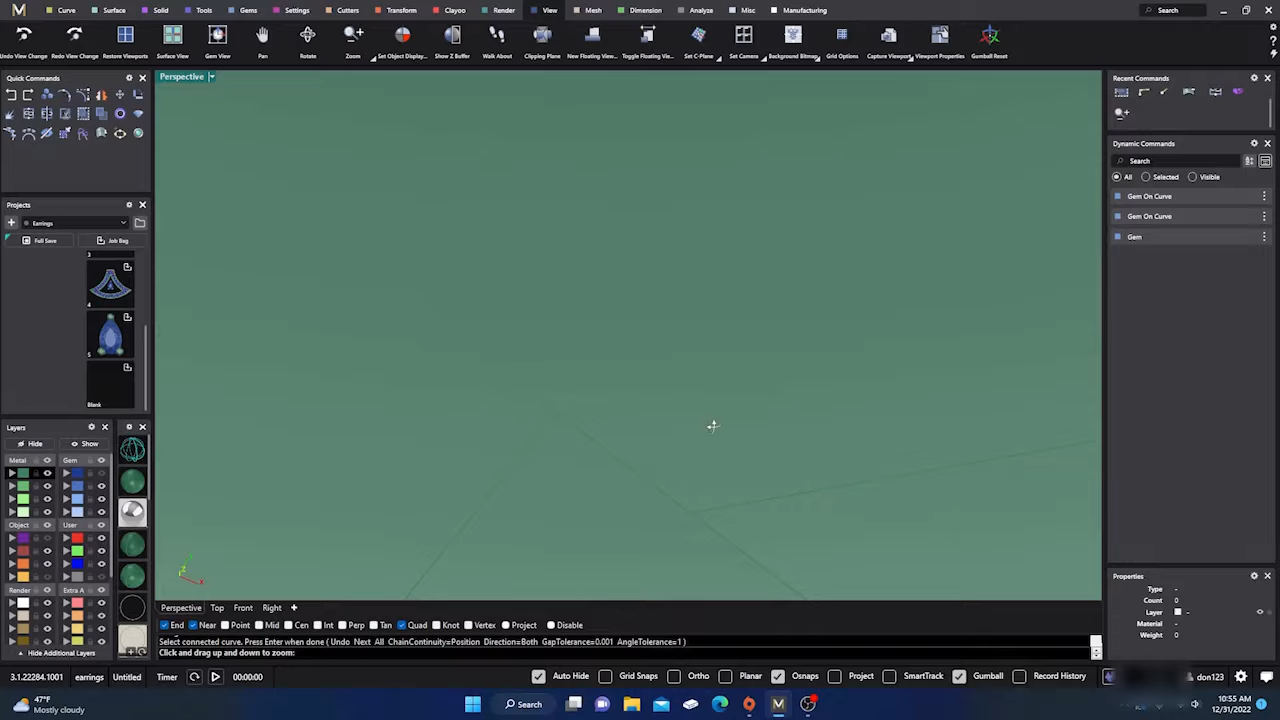 Curve Surface Solid Tools Gems Settings Cutters Transform Clayoo Render View Mesh Dimension Analyze Misc Manufacturing Search
Undo View Change Redo View Change Restore Viewports Surface View Gem View Pan Rotate Zoom Set Object Display... Show Z Buffer Walk About Clipping Plane New Floating View... Toggle Floating Vie... Set C-Plane Set Camera Background Bitmap Grid Options Capture Viewport Viewport Properties Gumball Reset
Quick Commands
Perspective
Recent Commands
Dynamic Commands
Search
All Selected Visible
Gem On Curve
Gem On Curve
Gem
Projects
Earrings
Full Save Job Bag
3
4
5
Blank
Layers
Hide Show
Metal Gem
Object User
Render Extra A
Hide Additional Layers
z
x
Perspective Top Front Right
End Near Point Mid Cen Int Perp Tan Quad Knot Vertex Project Disable
Select connected curve. Press Enter when done ( Undo Next All ChainContinuity=Position Direction=Both GapTolerance=0.001 AngleTolerance=1 )
Click and drag up and down to zoom:
Properties
Type -
Count 0
Layer -
Material -
Weight 0
3.1.22284.1001 earrings Untitled Timer 00:00:00 Auto Hide Grid Snaps Ortho Planar Osnaps Project SmartTrack Gumball Record History don123
47°F
Mostly cloudy
Search
10:55 AM
12/31/2022